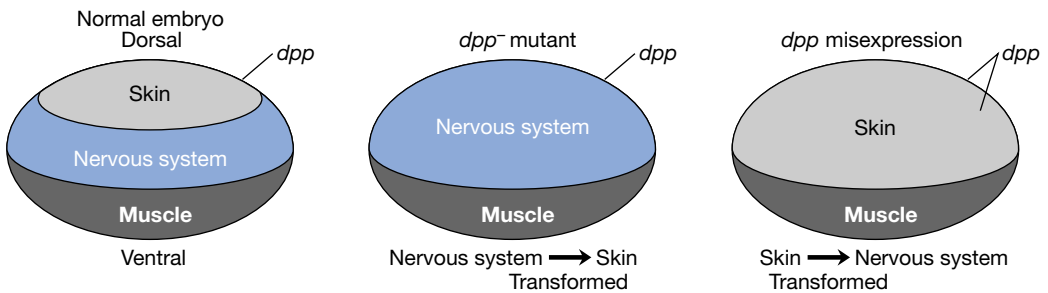 Normal embryo
Dorsal
dpp
Skin
Nervous system
Muscle
Ventral
dpp⁻ mutant
dpp
Nervous system
Muscle
Nervous system → Skin
Transformed
dpp misexpression
dpp
Skin
Muscle
Skin → Nervous system
Transformed